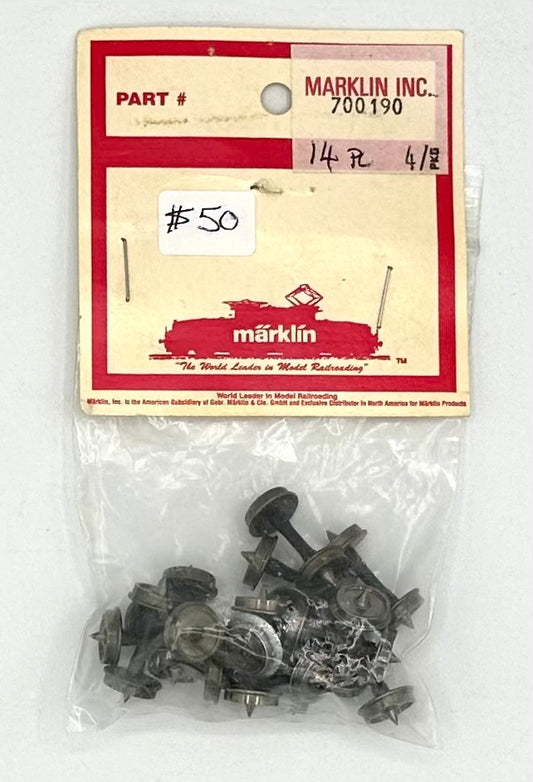 PART #
MARKLIN INC.
700190
14 PL 4/PKG
$50
märklin
"The World Leader in Model Railroading"
TM
World Leader in Model Railroading
Märklin, Inc. is the American Subsidiary of Gebr. Märklin & Cie. GmbH and Exclusive Distributor in North America for Märklin Products